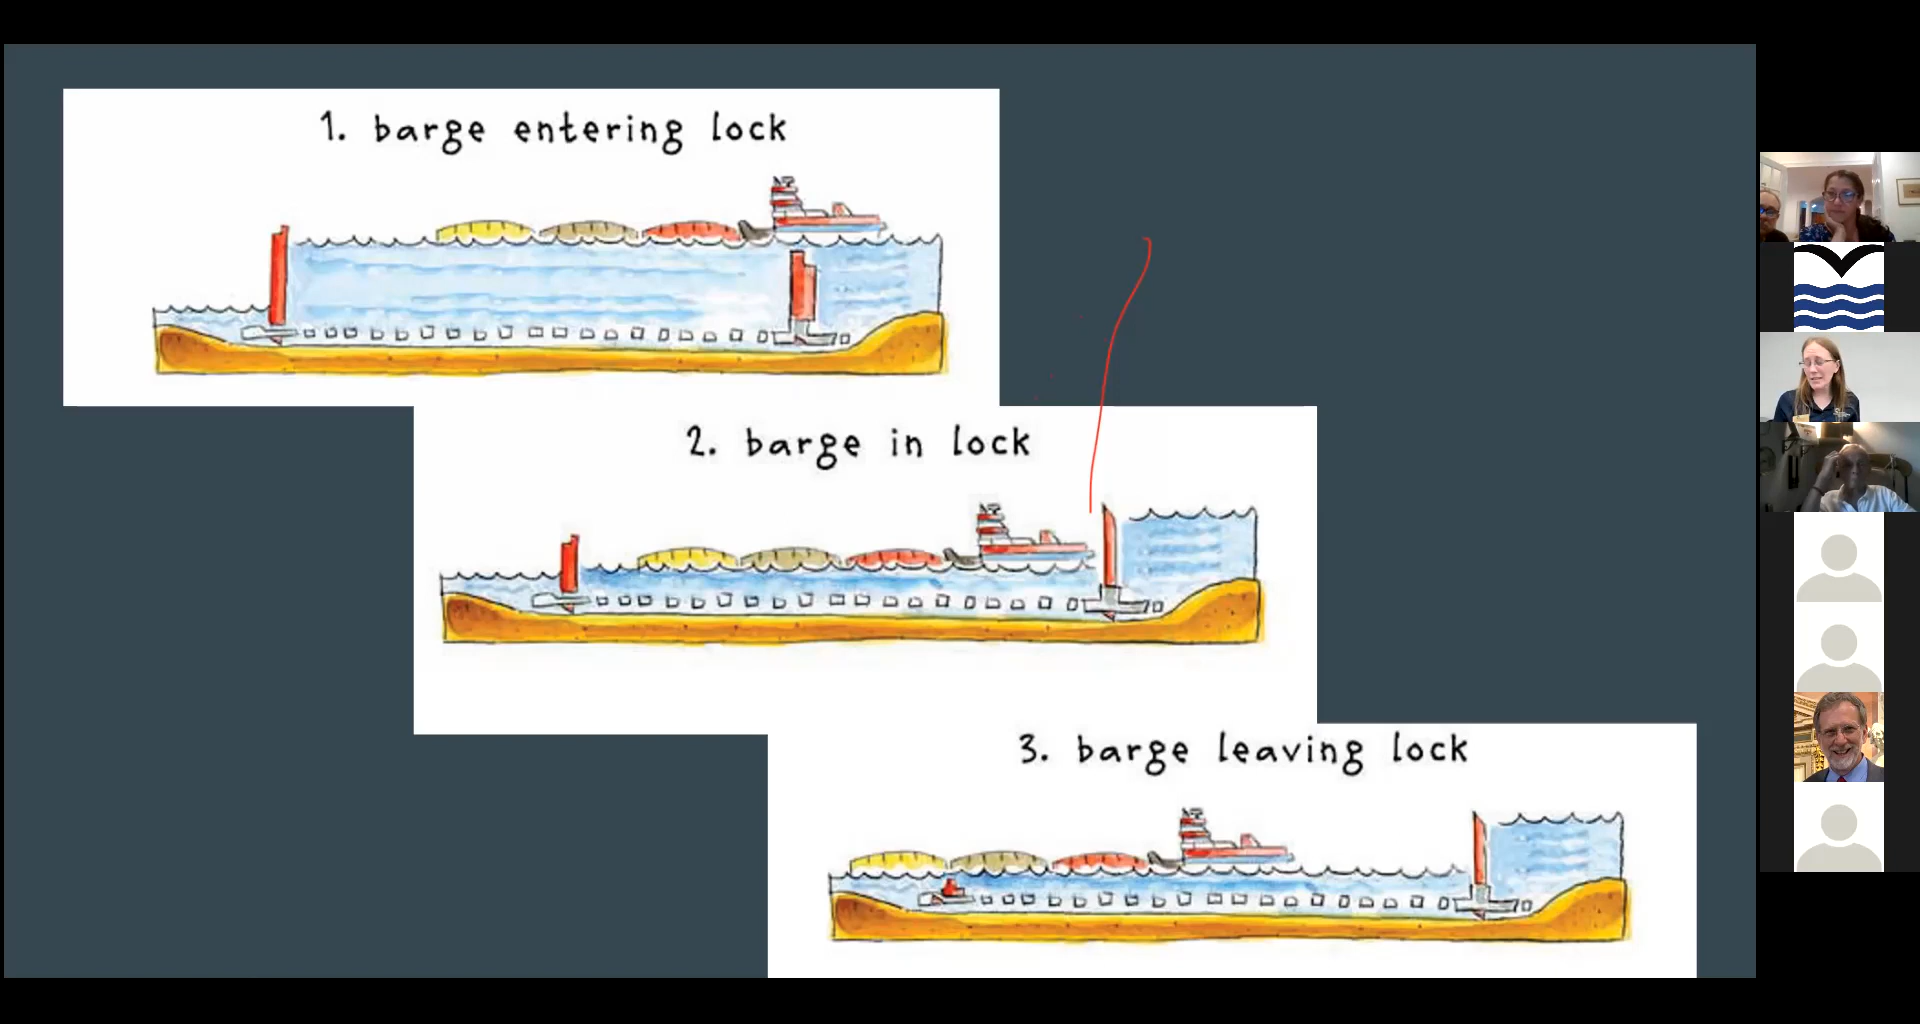 1. barge entering lock
2. barge in lock
3. barge leaving lock